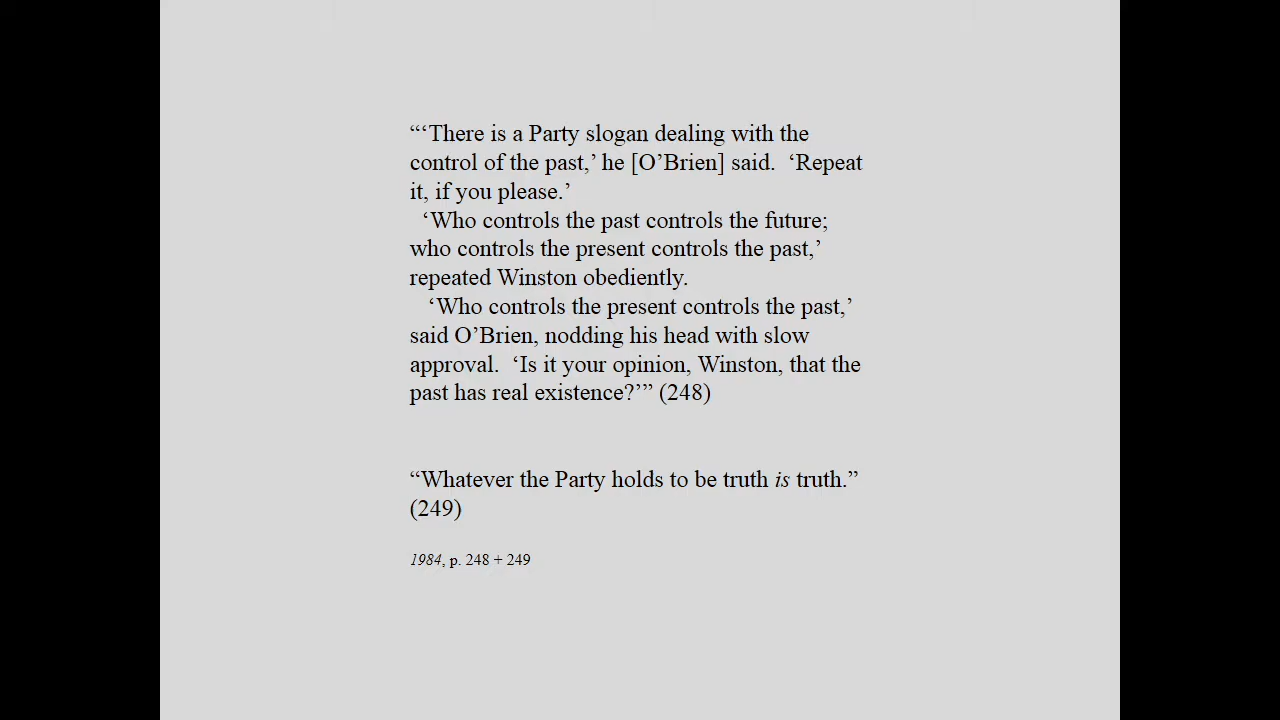 “‘There is a Party slogan dealing with the
control of the past,’ he [O’Brien] said.  ‘Repeat
it, if you please.’
‘Who controls the past controls the future;
who controls the present controls the past,’
repeated Winston obediently.
‘Who controls the present controls the past,’
said O’Brien, nodding his head with slow
approval.  ‘Is it your opinion, Winston, that the
past has real existence?’” (248)
“Whatever the Party holds to be truth is truth.”
(249)
1984, p. 248 + 249